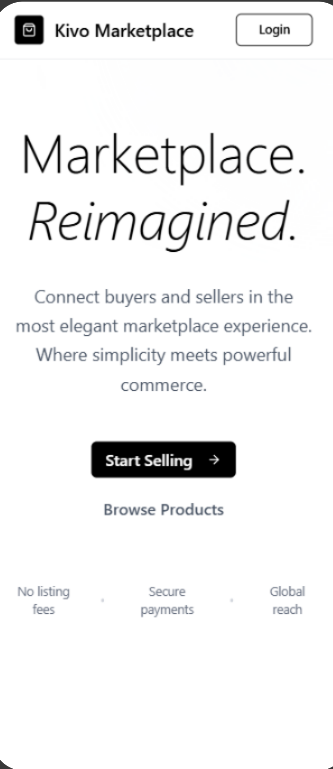 Kivo Marketplace
Login
Marketplace.
Reimagined.
Connect buyers and sellers in the
most elegant marketplace experience.
Where simplicity meets powerful
commerce.
Start Selling →
Browse Products
No listing
fees
Secure
payments
Global
reach